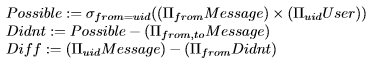 Possible := σ_{from=uid}((Π_{from}Message) × (Π_{uid}User))
Didnt := Possible − (Π_{from,to}Message)
Diff := (Π_{uid}Message) − (Π_{from}Didnt)